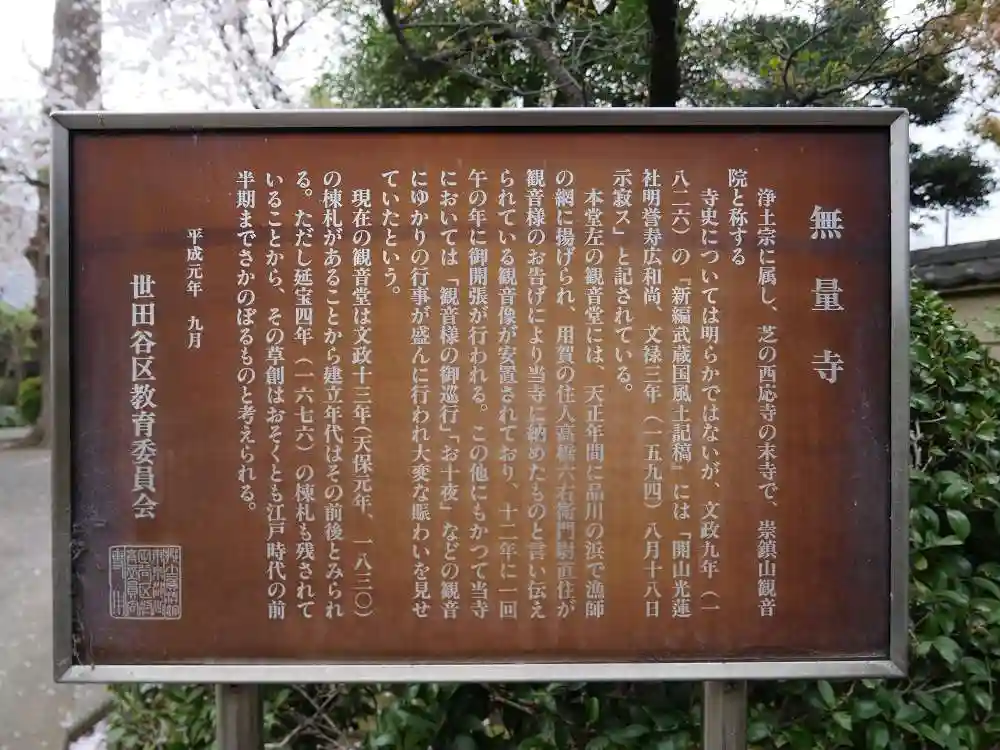 無量寺
浄土宗に属し、芝の西応寺の末寺で、崇鎮山観音
院と称する
寺史については明らかではないが、文政九年（一
八二六）の『新編武蔵国風土記稿』には「開山光蓮
社明誉寿広和尚、文禄三年（一五九四）八月十八日
示寂ス」と記されている。
本堂左の観音堂には、天正年間に品川の浜で漁師
の網に揚げられ、用賀の住人高橋六右衛門尉直住が
観音様のお告げにより当寺に納めたものと言い伝え
られている観音像が安置されており、十二年に一回
午の年に御開張が行われる。この他にもかつて当寺
においては「観音様の御巡行」「お十夜」などの観音
にゆかりの行事が盛んに行われ大変な賑わいを見せ
ていたという。
現在の観音堂は文政十三年（天保元年、一八三〇）
の棟札があることから建立年代はその前後とみられ
る。ただし延宝四年（一六七六）の棟札も残されて
いることから、その草創はおそくとも江戸時代の前
半期までさかのぼるものと考えられる。
平成元年　九月
世田谷区教育委員会